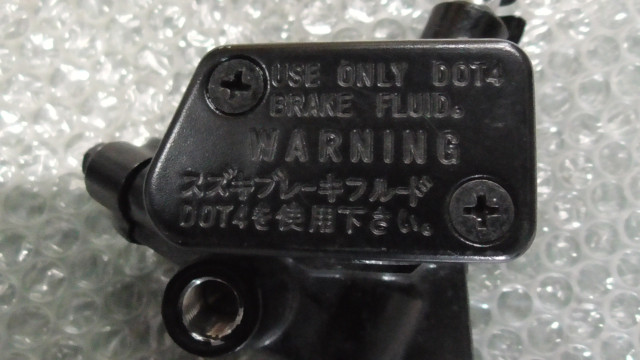 USE ONLY DOT4
BRAKE FLUID。
WARNING
スズキブレーキフルード
DOT4を使用下さい。